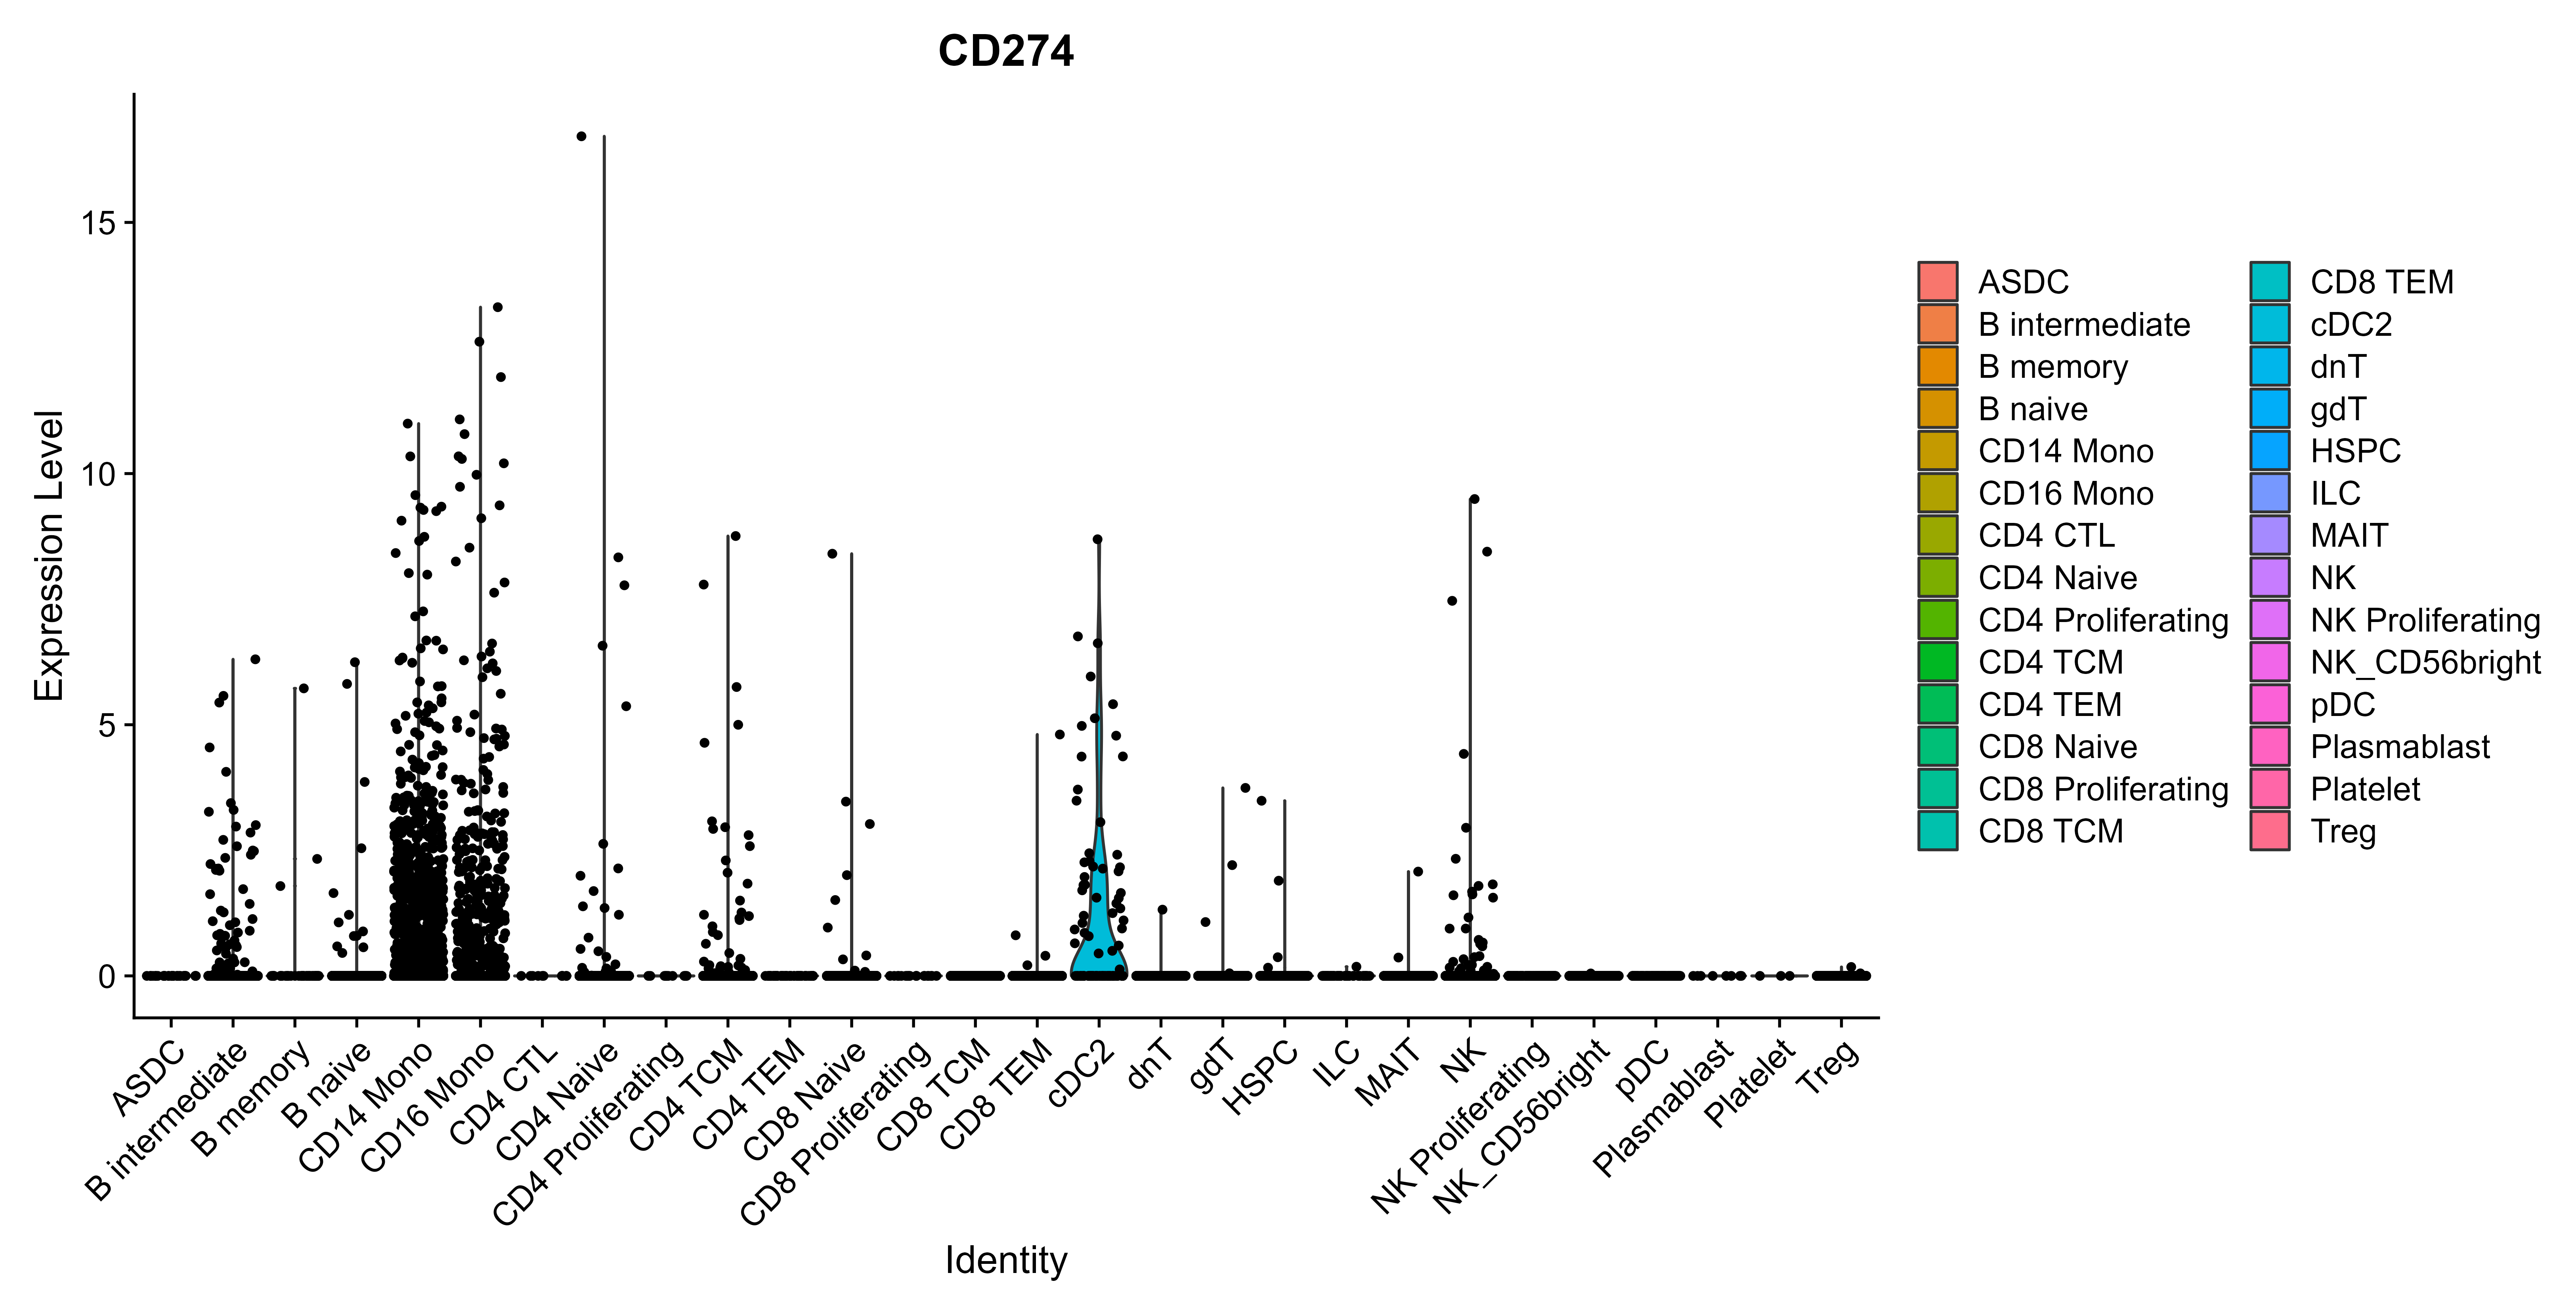 CD274
Expression Level
15
10
5
0
ASDC
B intermediate
B memory
B naive
CD14 Mono
CD16 Mono
CD4 CTL
CD4 Naive
CD4 Proliferating
CD4 TCM
CD4 TEM
CD8 Naive
CD8 Proliferating
CD8 TCM
CD8 TEM
cDC2
dnT
gdT
HSPC
ILC
MAIT
NK
NK Proliferating
NK_CD56bright
pDC
Plasmablast
Platelet
Treg
Identity
ASDC
B intermediate
B memory
B naive
CD14 Mono
CD16 Mono
CD4 CTL
CD4 Naive
CD4 Proliferating
CD4 TCM
CD4 TEM
CD8 Naive
CD8 Proliferating
CD8 TCM
CD8 TEM
cDC2
dnT
gdT
HSPC
ILC
MAIT
NK
NK Proliferating
NK_CD56bright
pDC
Plasmablast
Platelet
Treg